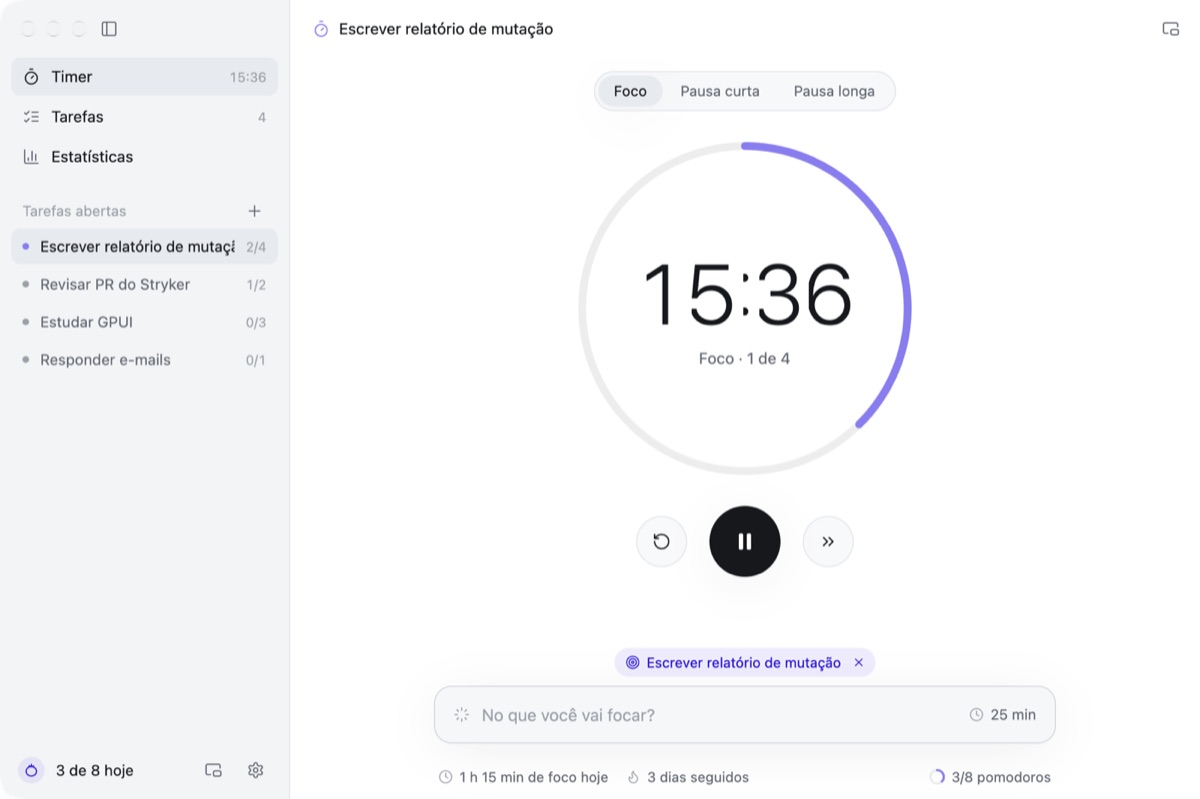 Timer 15:36
Tarefas 4
Estatísticas
Tarefas abertas
Escrever relatório de mutaçã 2/4
Revisar PR do Stryker 1/2
Estudar GPUI 0/3
Responder e-mails 0/1
3 de 8 hoje
Escrever relatório de mutação
Foco Pausa curta Pausa longa
15:36
Foco · 1 de 4
Escrever relatório de mutação
No que você vai focar? 25 min
1 h 15 min de foco hoje 3 dias seguidos 3/8 pomodoros